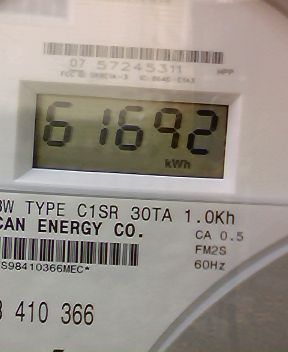 07 57245311 MPP
61692
kWh
W TYPE C1SR 30TA 1.0Kh
CAN ENERGY CO.
CA 0.5
FM2S
60Hz
S98410366MEC*
410 366